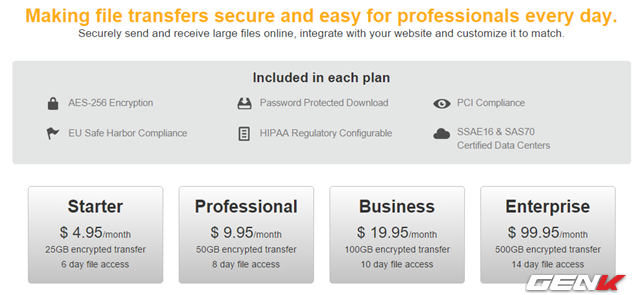 Making file transfers secure and easy for professionals every day.
Securely send and receive large files online, integrate with your website and customize it to match.
Included in each plan
AES-256 Encryption
Password Protected Download
PCI Compliance
EU Safe Harbor Compliance
HIPAA Regulatory Configurable
SSAE16 & SAS70
Certified Data Centers
Starter
$ 4.95/month
25GB encrypted transfer
6 day file access
Professional
$ 9.95/month
50GB encrypted transfer
8 day file access
Business
$ 19.95/month
100GB encrypted transfer
10 day file access
Enterprise
$ 99.95/month
500GB encrypted transfer
14 day file access
GENK